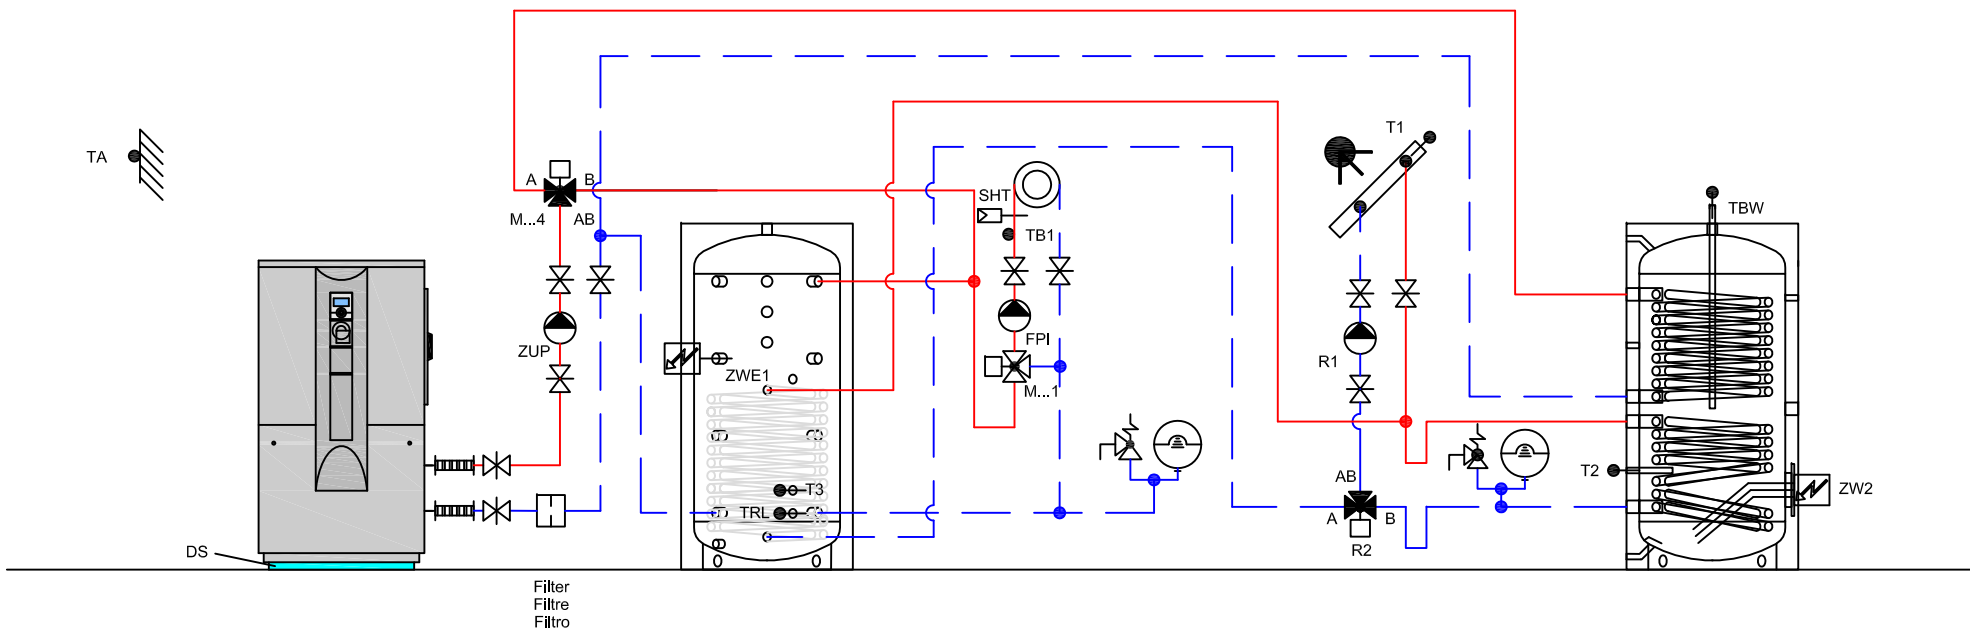 T1
TA
A
B
SHT
TBW
M...4
AB
TB1
FPI
ZUP
R1
ZWE1
M...1
T2
AB
T3
ZW2
TRL
A
B
DS
R2
Filter
Filtre
Filtro